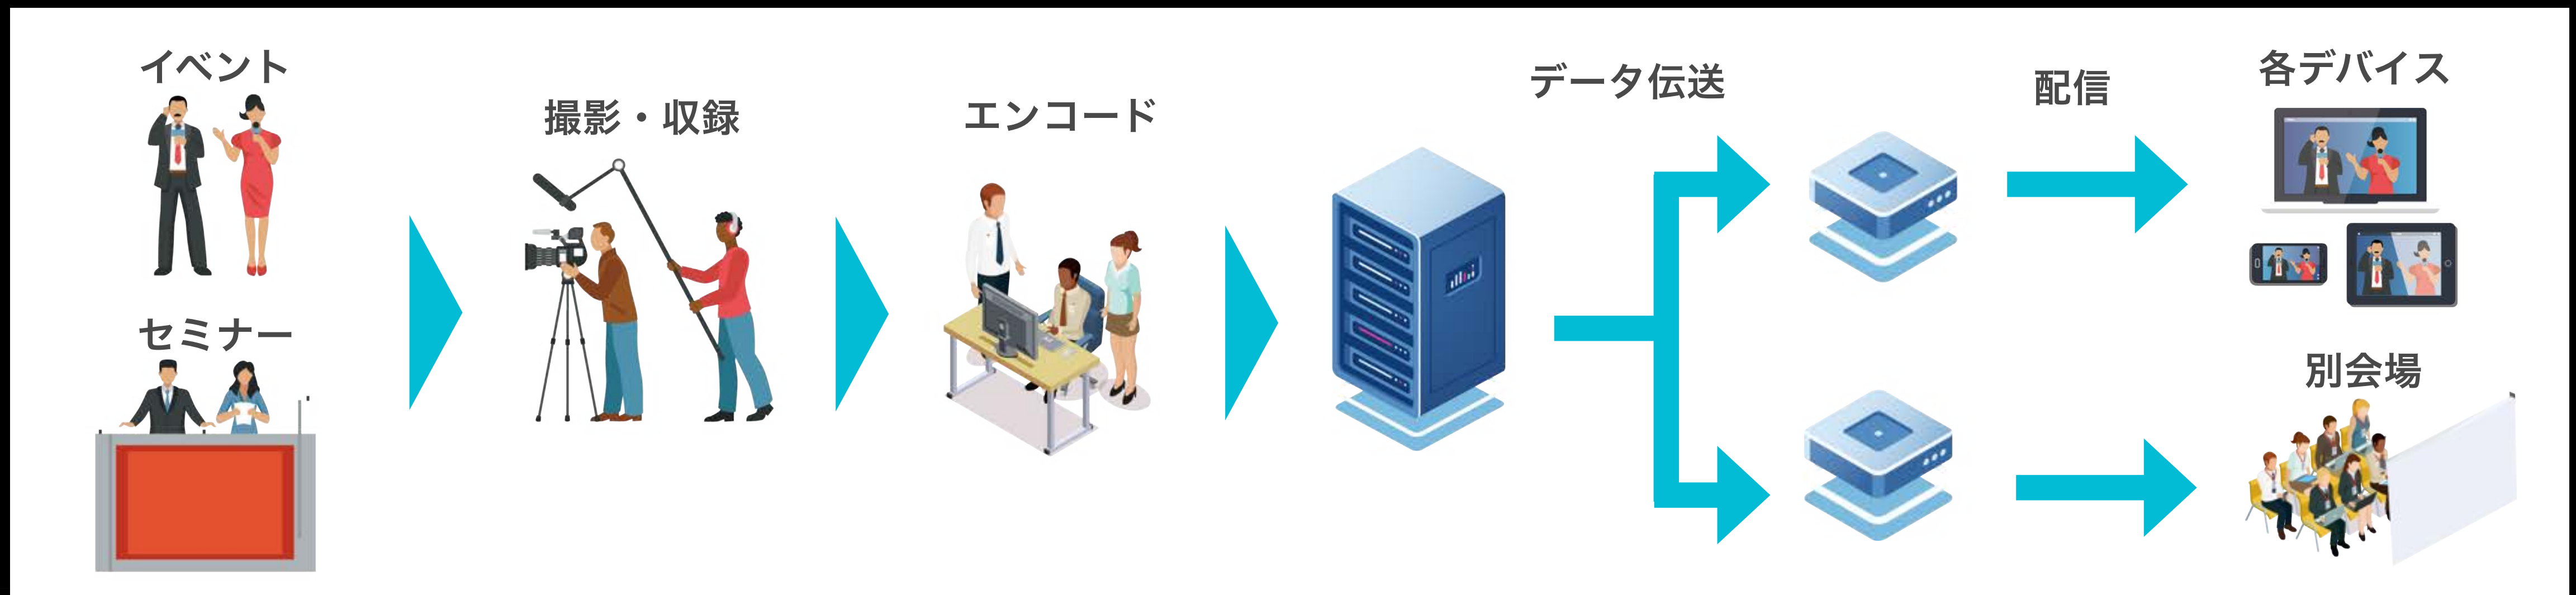 イベント
セミナー
撮影・収録
エンコード
データ伝送
配信
各デバイス
別会場